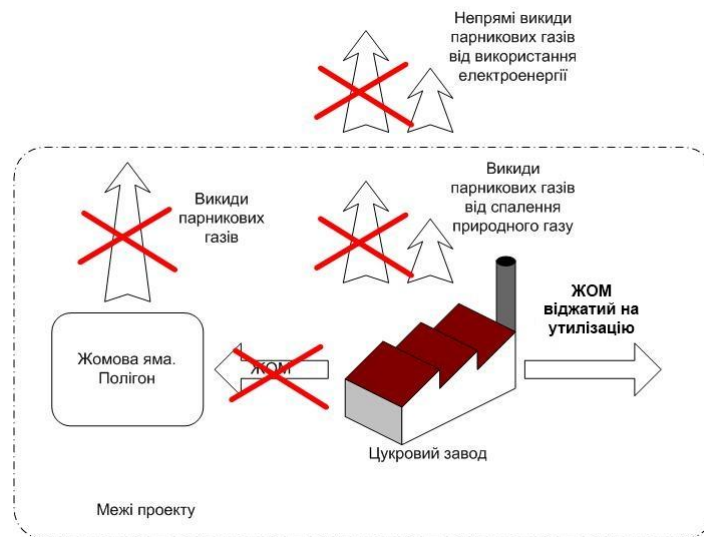 Непрямі викиди
парникових газів
від використання
електроенергії
Викиди
парникових
газів
Викиди
парникових газів
від спалення
природного газу
ЖОМ
віджатий на
утилізацію
Жомова яма.
Полігон
ЖОМ
Цукровий завод
Межі проекту